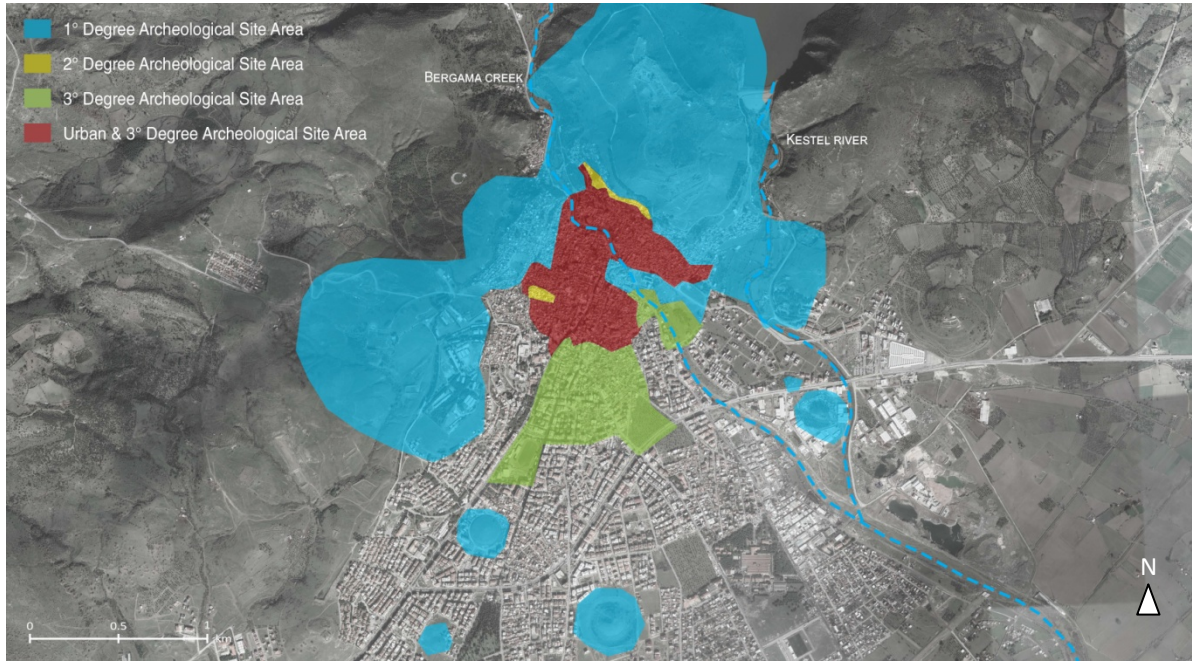 1° Degree Archeological Site Area
2° Degree Archeological Site Area
3° Degree Archeological Site Area
Urban & 3° Degree Archeological Site Area
BERGAMA CREEK
KESTEL RIVER
N
0 0.5 1
km